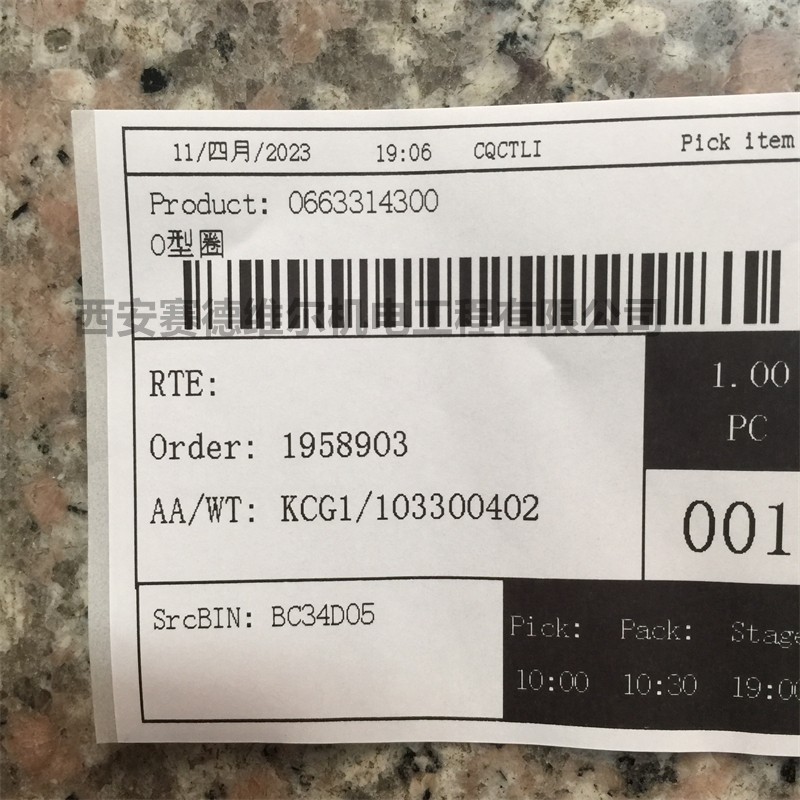 11/四月/2023 19:06 CQCTLI Pick item
Product: 0663314300
O型圈
西安赛德维尔机电工程有限公司
RTE:
1.00
PC
Order: 1958903
AA/WT: KCG1/103300402
001
SrcBIN: BC34D05
Pick: Pack: Stage
10:00 10:30 19:00